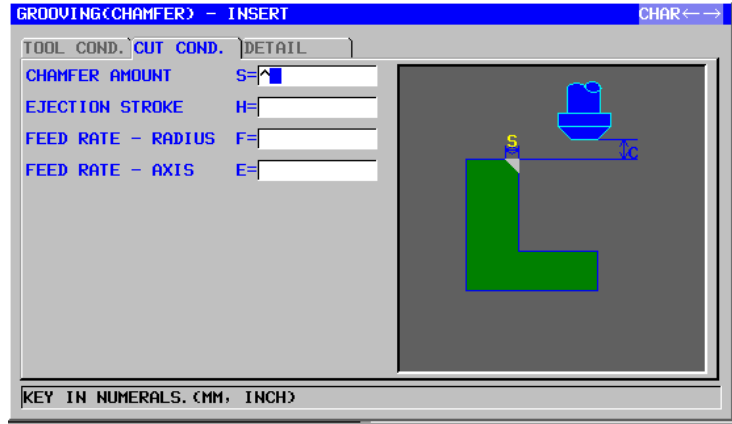 GROOVING(CHAMFER) - INSERT CHAR←→
TOOL COND. CUT COND. DETAIL
CHAMFER AMOUNT S=^
EJECTION STROKE H=
FEED RATE - RADIUS F=
FEED RATE - AXIS E=
S
C
KEY IN NUMERALS.(MM, INCH)